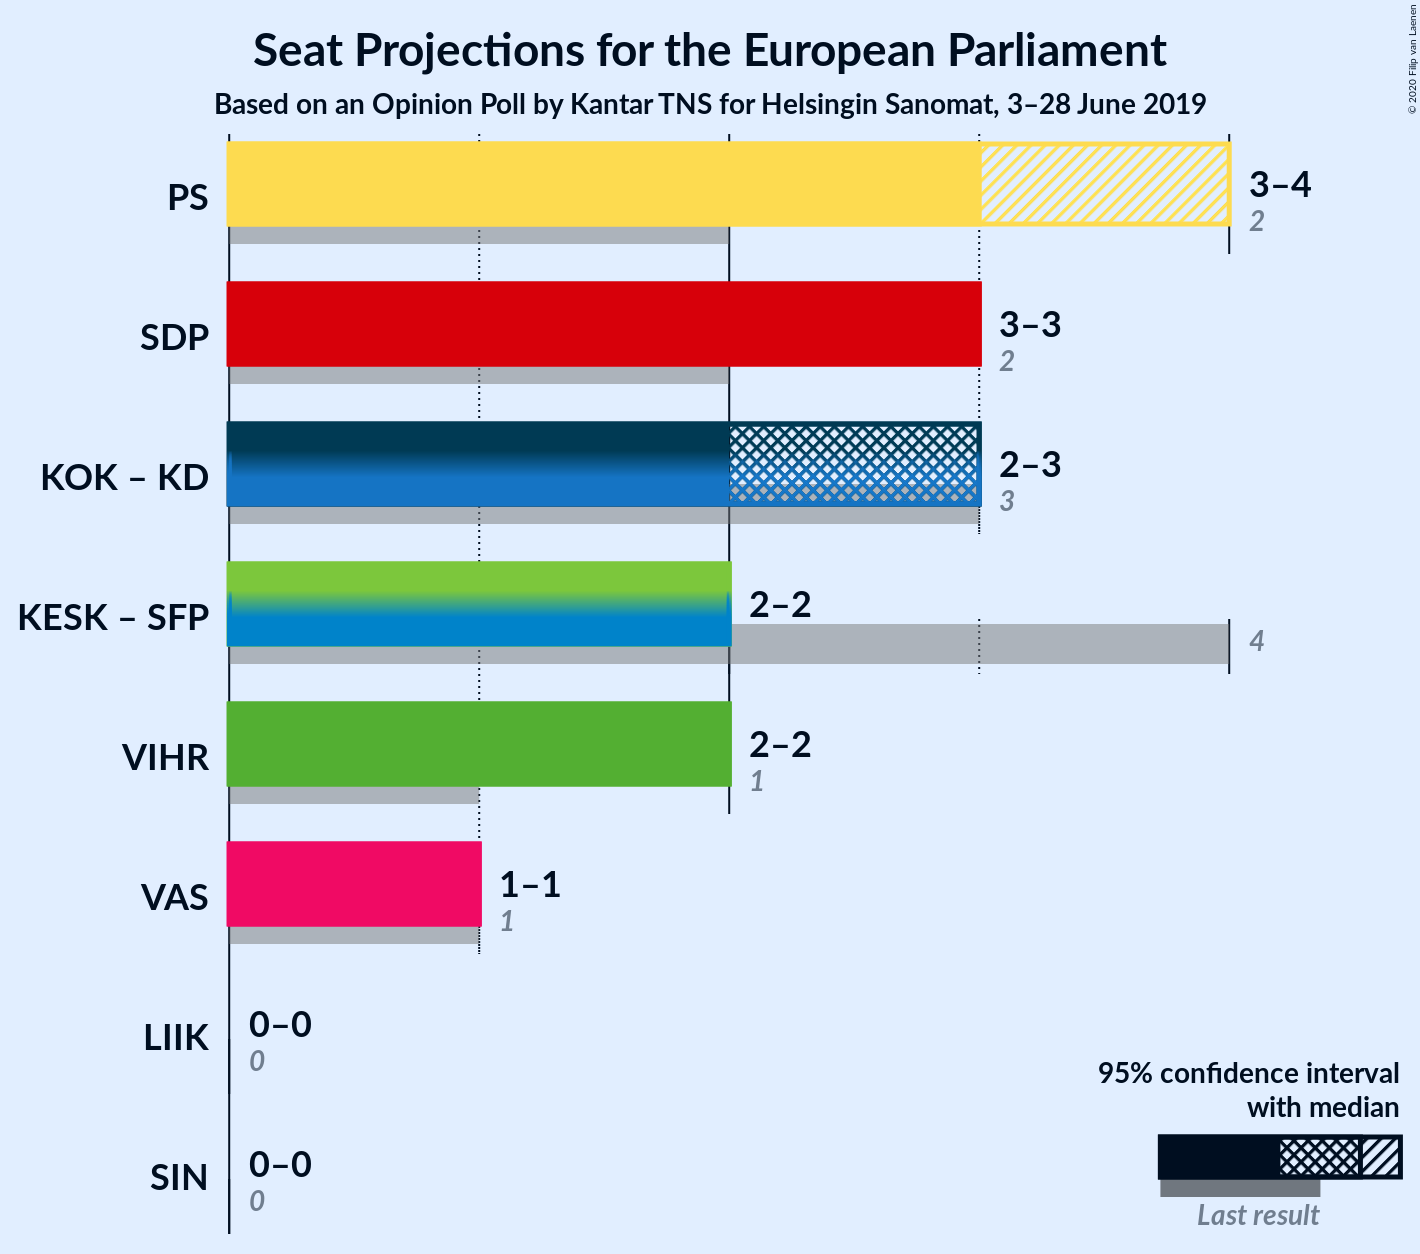 Seat Projections for the European Parliament
Based on an Opinion Poll by Kantar TNS for Helsingin Sanomat, 3–28 June 2019
© 2020 Filip van Laenen
PS
3–4
2
SDP
3–3
2
KOK – KD
2–3
3
KESK – SFP
2–2
4
VIHR
2–2
1
VAS
1–1
1
LIIK
0–0
0
SIN
0–0
0
95% confidence interval
with median
Last result